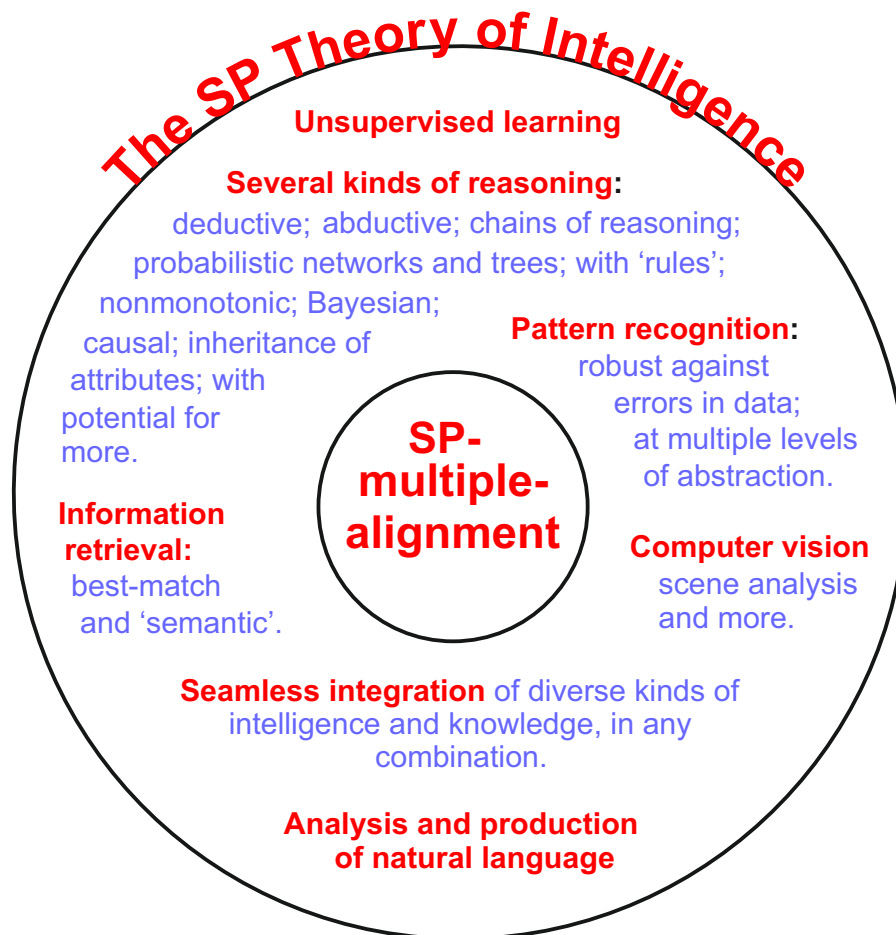 The SP Theory of Intelligence
Unsupervised learning
Several kinds of reasoning:
deductive; abductive; chains of reasoning;
probabilistic networks and trees; with ‘rules’;
nonmonotonic; Bayesian;
causal; inheritance of
attributes; with
potential for
more.
Pattern recognition:
robust against
errors in data;
at multiple levels
of abstraction.
SP-
multiple-
alignment
Information
retrieval:
best-match
and ‘semantic’.
Computer vision
scene analysis
and more.
Seamless integration of diverse kinds of
intelligence and knowledge, in any
combination.
Analysis and production
of natural language